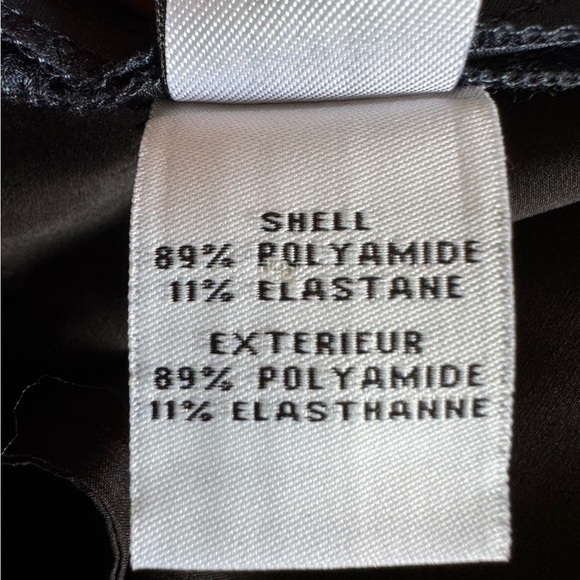 SHELL
89% POLYAMIDE
11% ELASTANE
EXTERIEUR
89% POLYAMIDE
11% ELASTHANNE